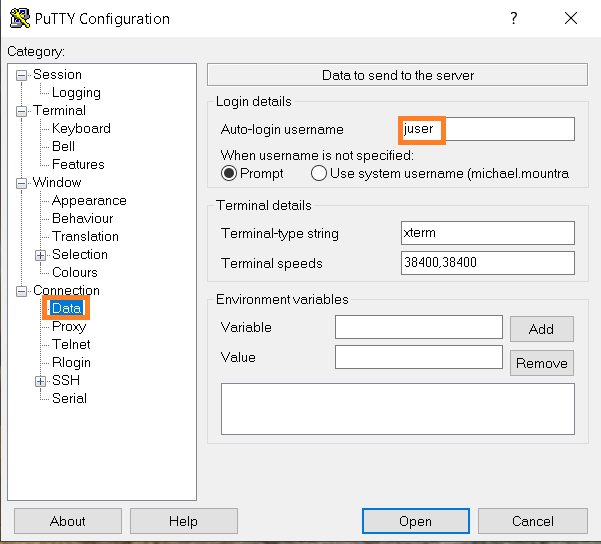 PuTTY Configuration
? ×
Category:
Session
Logging
Terminal
Keyboard
Bell
Features
Window
Appearance
Behaviour
Translation
Selection
Colours
Connection
Data
Proxy
Telnet
Rlogin
SSH
Serial
Data to send to the server
Login details
Auto-login username juser
When username is not specified:
Prompt Use system username (michael.mountra
Terminal details
Terminal-type string xterm
Terminal speeds 38400,38400
Environment variables
Variable Add
Value Remove
About Help Open Cancel